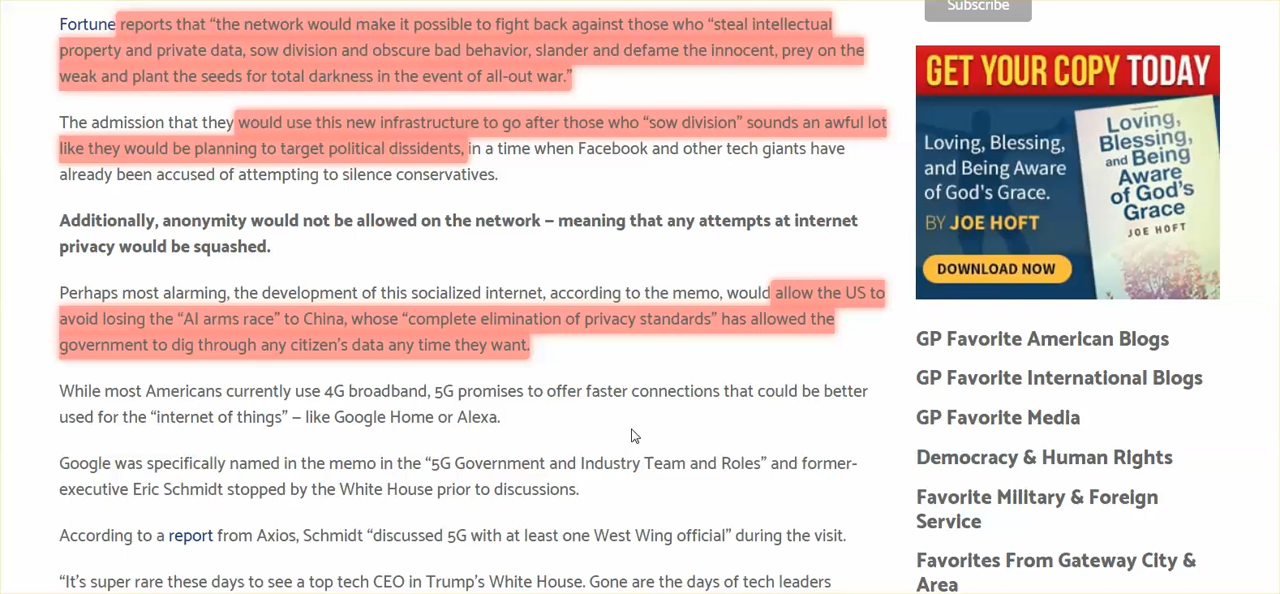 Fortune reports that “the network would make it possible to fight back against those who “steal intellectual
property and private data, sow division and obscure bad behavior, slander and defame the innocent, prey on the
weak and plant the seeds for total darkness in the event of all-out war.”
The admission that they would use this new infrastructure to go after those who “sow division” sounds an awful lot
like they would be planning to target political dissidents, in a time when Facebook and other tech giants have
already been accused of attempting to silence conservatives.
Additionally, anonymity would not be allowed on the network – meaning that any attempts at internet
privacy would be squashed.
Perhaps most alarming, the development of this socialized internet, according to the memo, would allow the US to
avoid losing the “AI arms race” to China, whose “complete elimination of privacy standards” has allowed the
government to dig through any citizen’s data any time they want.
While most Americans currently use 4G broadband, 5G promises to offer faster connections that could be better
used for the “internet of things” – like Google Home or Alexa.
Google was specifically named in the memo in the “5G Government and Industry Team and Roles” and former-
executive Eric Schmidt stopped by the White House prior to discussions.
According to a report from Axios, Schmidt “discussed 5G with at least one West Wing official” during the visit.
“It’s super rare these days to see a top tech CEO in Trump’s White House. Gone are the days of tech leaders
Subscribe
GET YOUR COPY TODAY
Loving, Blessing,
and Being Aware
of God's Grace.
BY JOE HOFT
DOWNLOAD NOW
Loving,
Blessing,
and Being
Aware
of God's
Grace
JOE HOFT
GP Favorite American Blogs
GP Favorite International Blogs
GP Favorite Media
Democracy & Human Rights
Favorite Military & Foreign
Service
Favorites From Gateway City &
Area